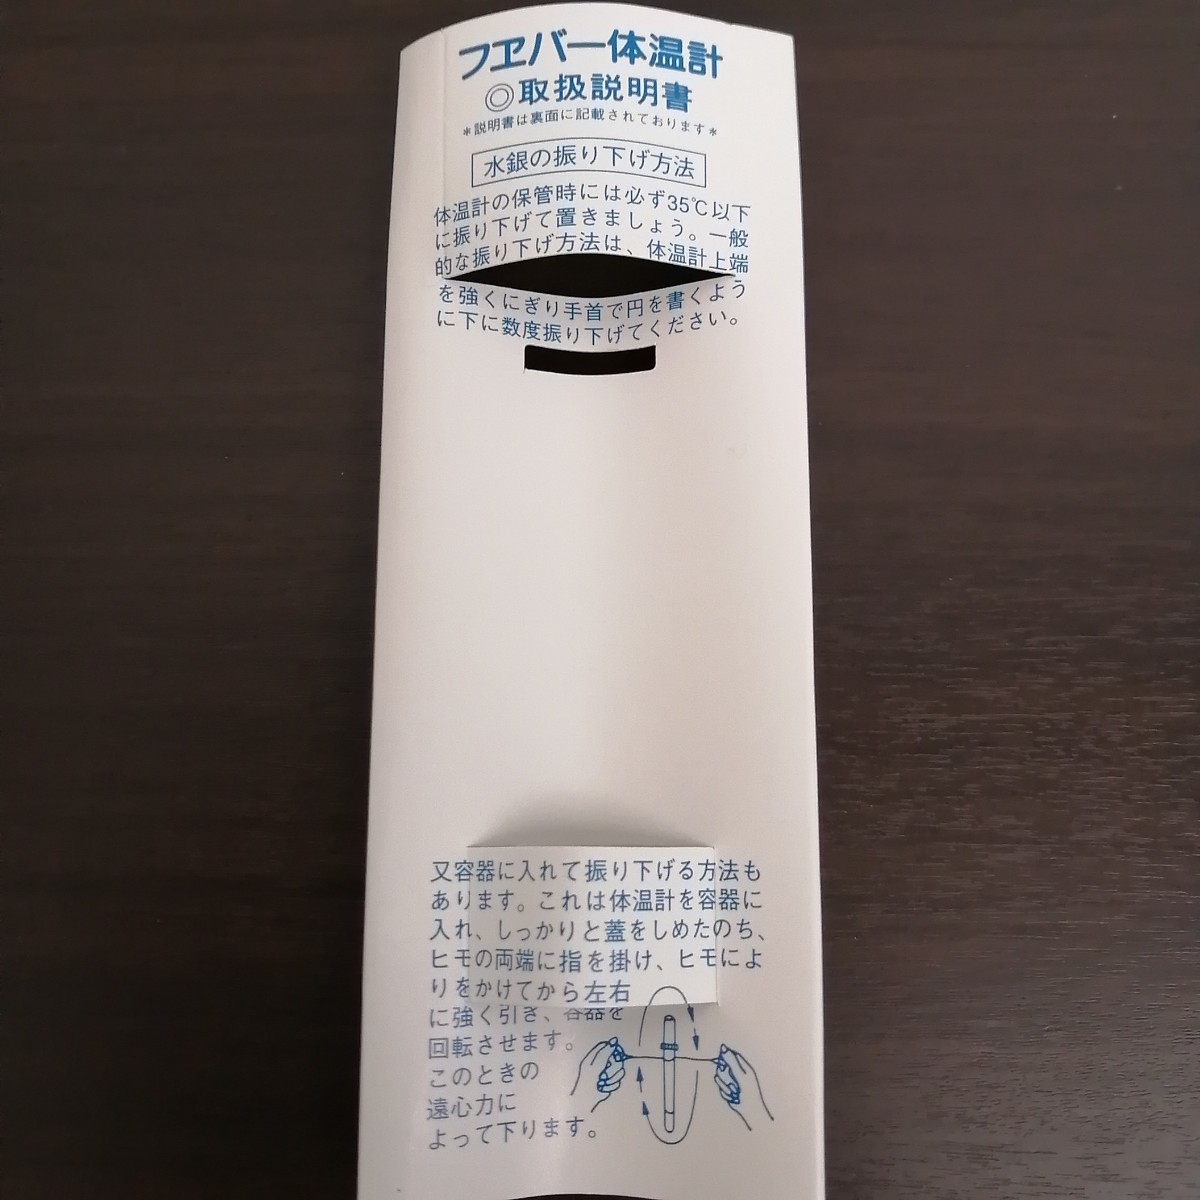 フヱバー体温計
◎取扱説明書
＊説明書は裏面に記載されております＊
水銀の振り下げ方法
体温計の保管時には必ず35℃以下
に振り下げて置きましょう。一般
的な振り下げ方法は、体温計上端
を強くにぎり手首で円を書くよう
に下に数度振り下げてください。
又容器に入れて振り下げる方法も
あります。これは体温計を容器に
入れ、しっかりと蓋をしめたのち、
ヒモの両端に指を掛け、ヒモによ
りをかけてから左右
に強く引き、容器を
回転させます。
このときの
遠心力に
よって下ります。